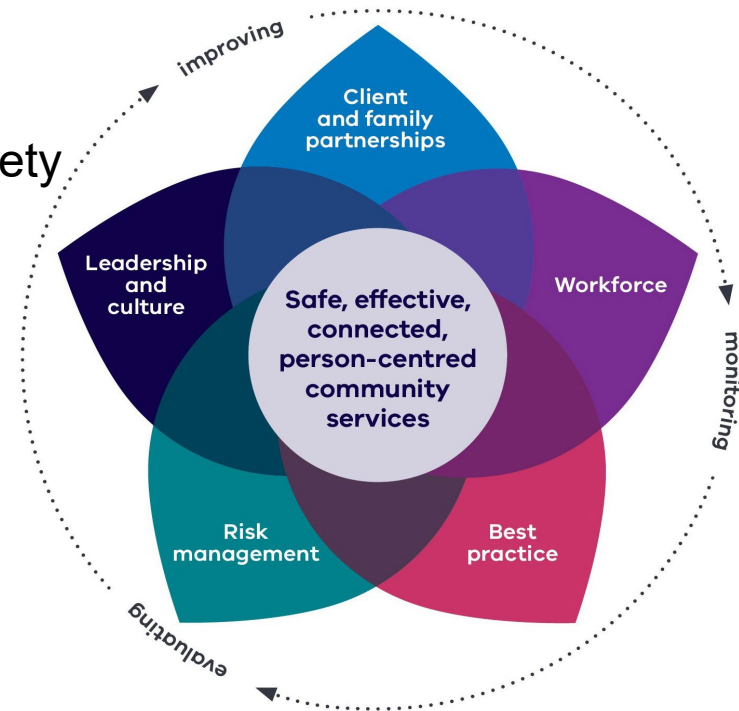 improving
ety
Client
and family
partnerships
Leadership
and
culture
Workforce
Safe, effective,
connected,
person-centred
community
services
monitoring
Risk
management
Best
practice
evaluating